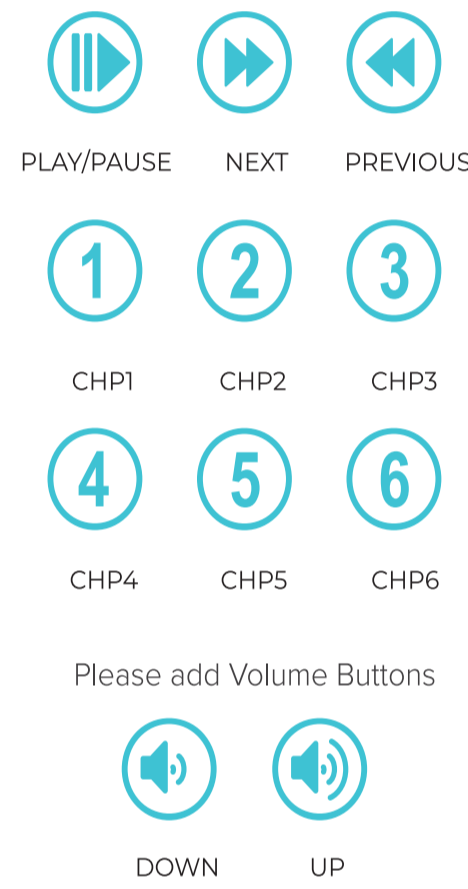 PLAY/PAUSE NEXT PREVIOUS
1 2 3
CHP1 CHP2 CHP3
4 5 6
CHP4 CHP5 CHP6
Please add Volume Buttons
DOWN UP